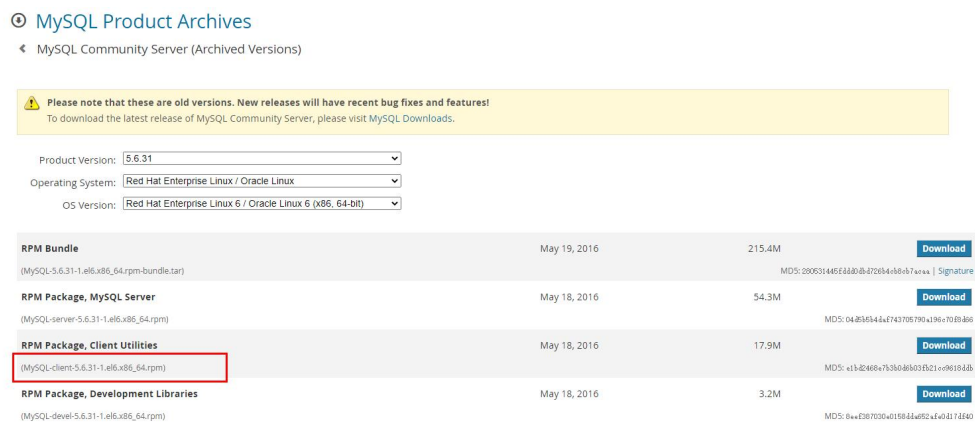 MySQL Product Archives
MySQL Community Server (Archived Versions)
Please note that these are old versions. New releases will have recent bug fixes and features!
To download the latest release of MySQL Community Server, please visit MySQL Downloads.
Product Version: 5.6.31
Operating System: Red Hat Enterprise Linux / Oracle Linux
OS Version: Red Hat Enterprise Linux 6 / Oracle Linux 6 (x86, 64-bit)
RPM Bundle May 19, 2016 215.4M Download
(MySQL-5.6.31-1.el6.x86_64.rpm-bundle.tar) MD5: | Signature
RPM Package, MySQL Server May 18, 2016 54.3M Download
(MySQL-server-5.6.31-1.el6.x86_64.rpm) MD5:
RPM Package, Client Utilities May 18, 2016 17.9M Download
(MySQL-client-5.6.31-1.el6.x86_64.rpm) MD5:
RPM Package, Development Libraries May 18, 2016 3.2M Download
(MySQL-devel-5.6.31-1.el6.x86_64.rpm) MD5: